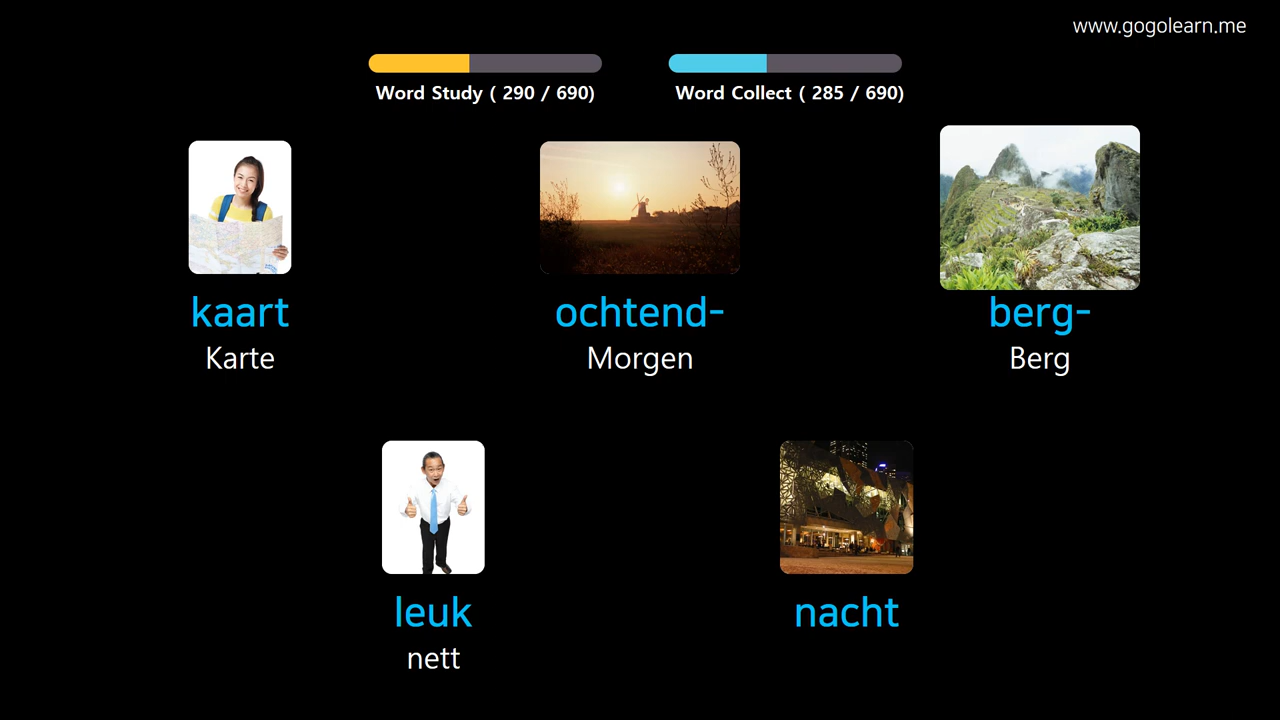 www.gogolearn.me
Word Study ( 290 / 690)
Word Collect ( 285 / 690)
kaart
Karte
ochtend-
Morgen
berg-
Berg
leuk
nett
nacht